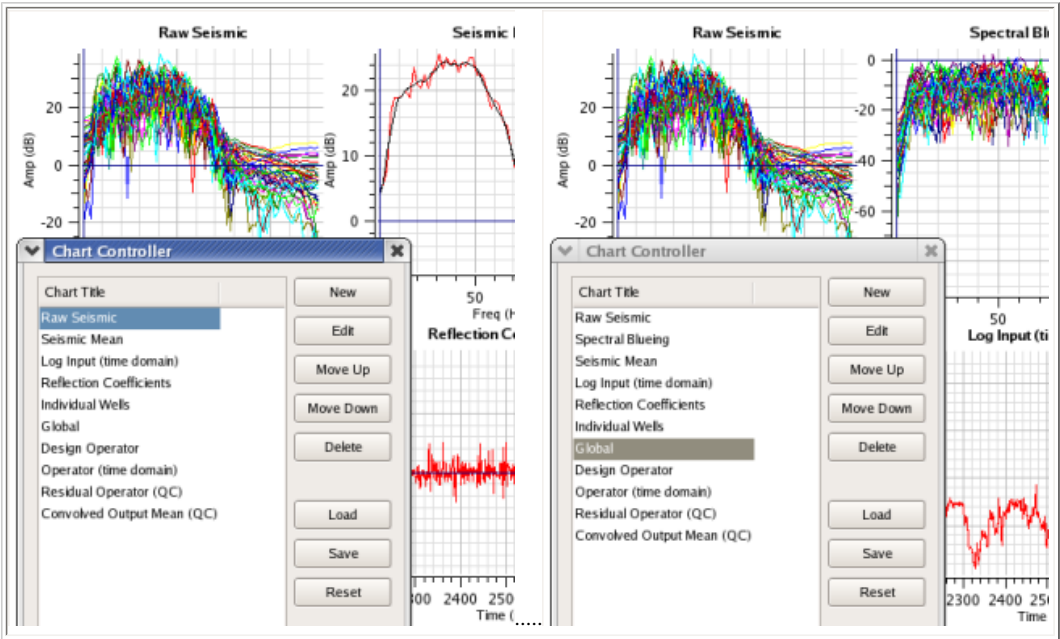 Raw Seismic
Seismic
20
0
-20
Amp (dB)
20
10
0
Amp (dB)
50
Freq (H
Chart Controller
Chart Title
Raw Seismic
Seismic Mean
Log Input (time domain)
Reflection Coefficients
Individual Wells
Global
Design Operator
Operator (time domain)
Residual Operator (QC)
Convolved Output Mean (QC)
New
Edit
Move Up
Move Down
Delete
Load
Save
Reset
Reflection Co
300 2400 250
Time (
.....
Raw Seismic
Spectral Bl
20
0
-20
Amp (dB)
0
-20
-40
-60
50
Chart Controller
Chart Title
Raw Seismic
Spectral Blueing
Seismic Mean
Log Input (time domain)
Reflection Coefficients
Individual Wells
Global
Design Operator
Operator (time domain)
Residual Operator (QC)
Convolved Output Mean (QC)
New
Edit
Move Up
Move Down
Delete
Load
Save
Reset
Log Input (ti
2300 2400 250
Time